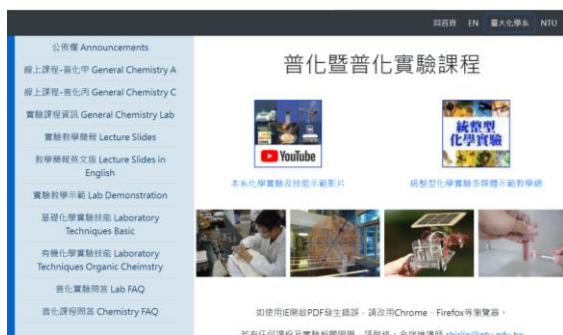 回首頁 EN 臺大化學系 NTU
公佈欄 Announcements
線上課程-普化甲 General Chemistry A
線上課程-普化丙 General Chemistry C
實驗課程資訊 General Chemistry Lab
實驗教學簡報 Lecture Slides
教學簡報英文版 Lecture Slides in
English
實驗教學示範 Lab Demonstration
基礎化學實驗技能 Laboratory
Techniques Basic
有機化學實驗技能 Laboratory
Techniques Organic Cheimstry
普化實驗問答 Lab FAQ
普化課程問答 Chemistry FAQ
普化暨普化實驗課程
YouTube
統整型
化學實驗
本系化學實驗及技能示範影片
統整型化學實驗多媒體示範教學網
如使用IE開啟PDF發生錯誤，請改用Chrome、Firefox等瀏覽器。